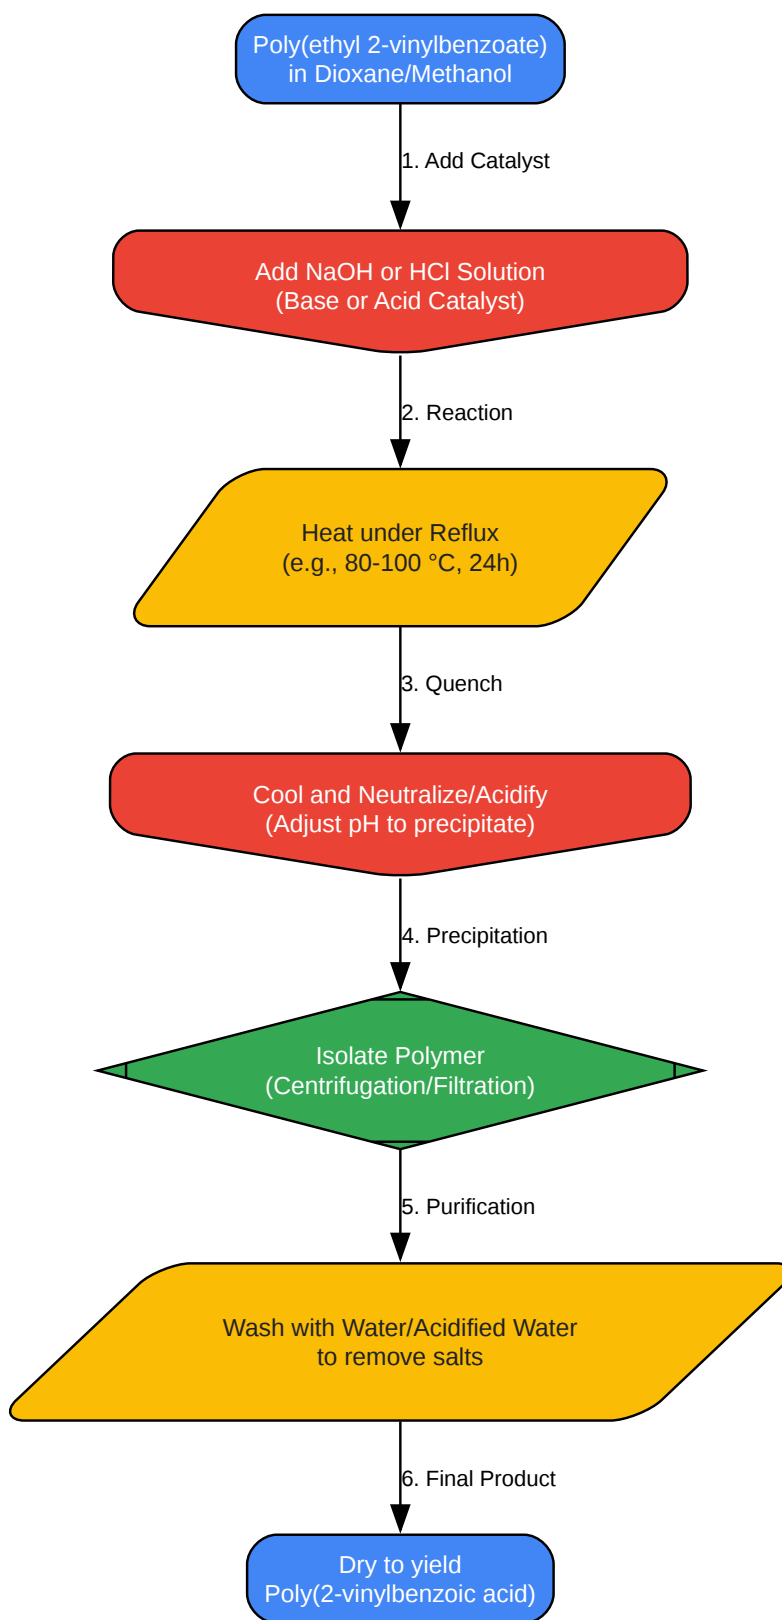 Poly(ethyl 2-vinylbenzoate)
in Dioxane/Methanol
1. Add Catalyst
Add NaOH or HCl Solution
(Base or Acid Catalyst)
2. Reaction
Heat under Reflux
(e.g., 80-100 °C, 24h)
3. Quench
Cool and Neutralize/Acidify
(Adjust pH to precipitate)
4. Precipitation
Isolate Polymer
(Centrifugation/Filtration)
5. Purification
Wash with Water/Acidified Water
to remove salts
6. Final Product
Dry to yield
Poly(2-vinylbenzoic acid)